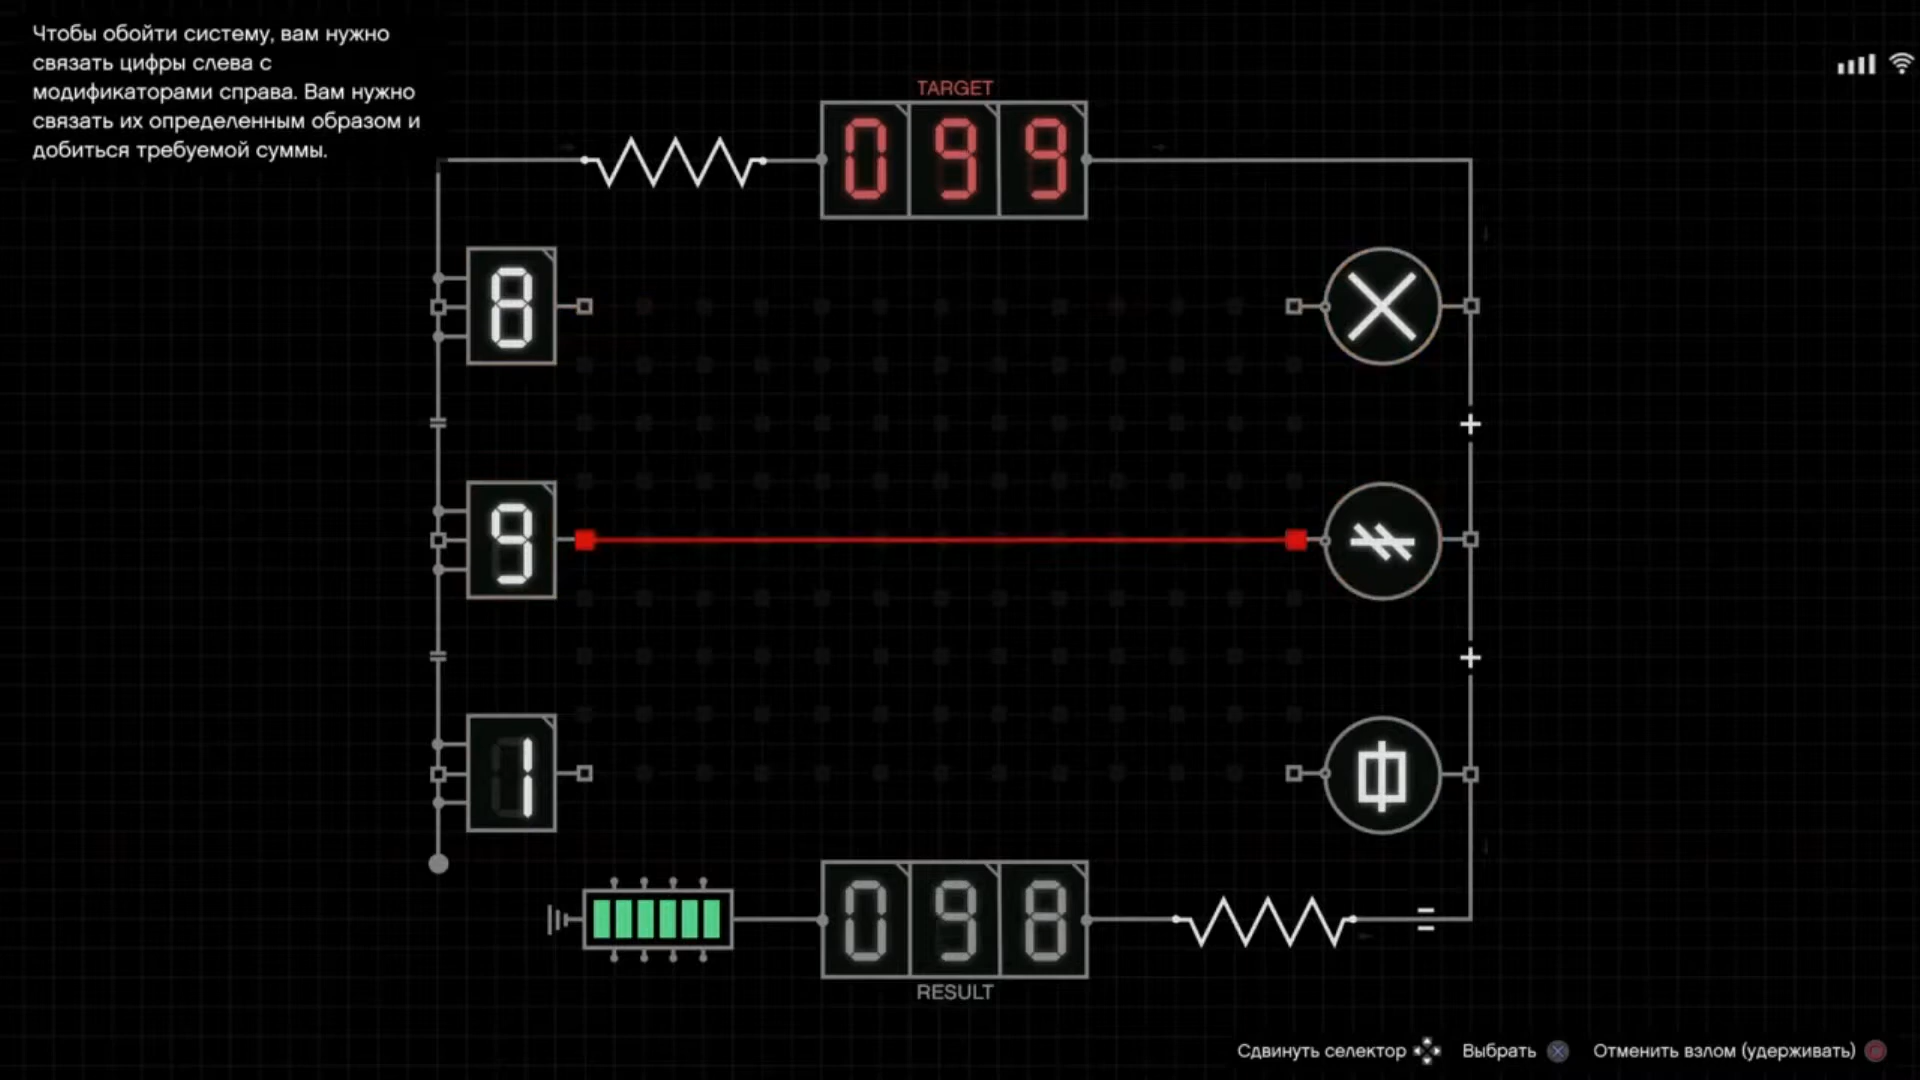 Чтобы обойти систему, вам нужно
связать цифры слева с
модификаторами справа. Вам нужно
связать их определенным образом и
добиться требуемой суммы.
TARGET
099
8
9
1
098
RESULT
Сдвинуть селектор Выбрать Отменить взлом (удерживать)